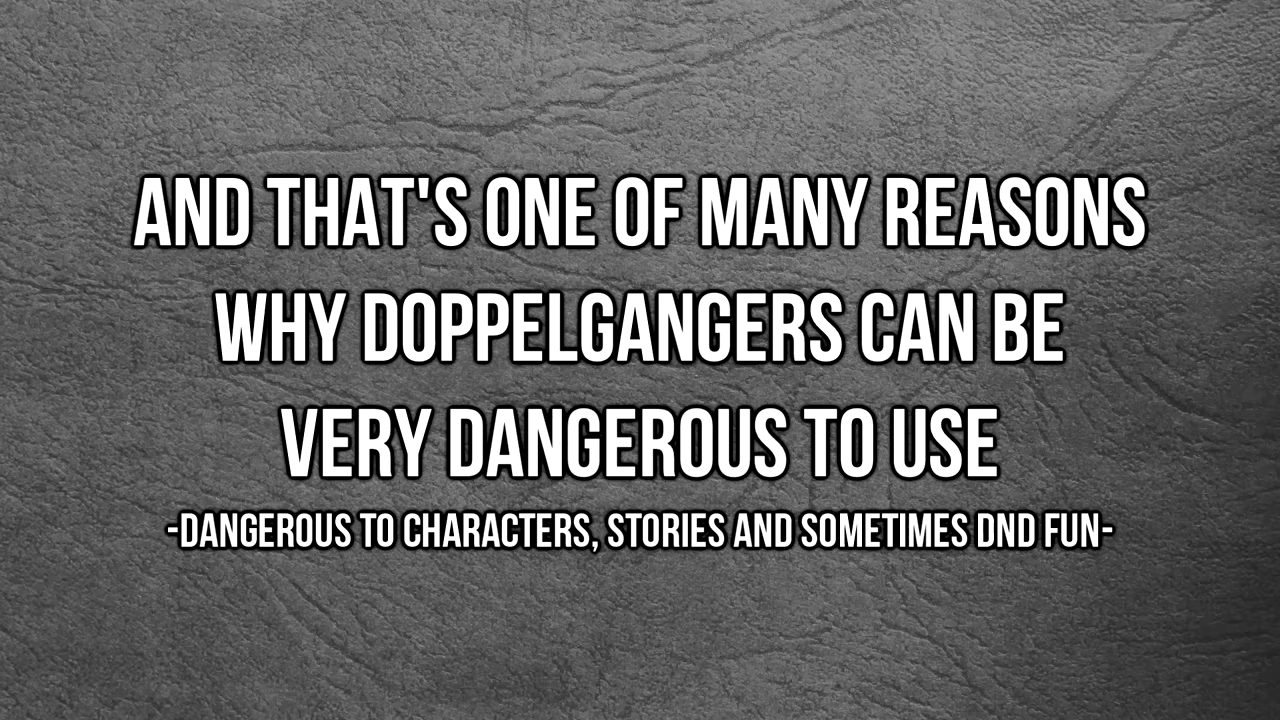 AND THAT'S ONE OF MANY REASONS
WHY DOPPELGANGERS CAN BE
VERY DANGEROUS TO USE
-DANGEROUS TO CHARACTERS, STORIES AND SOMETIMES DND FUN-